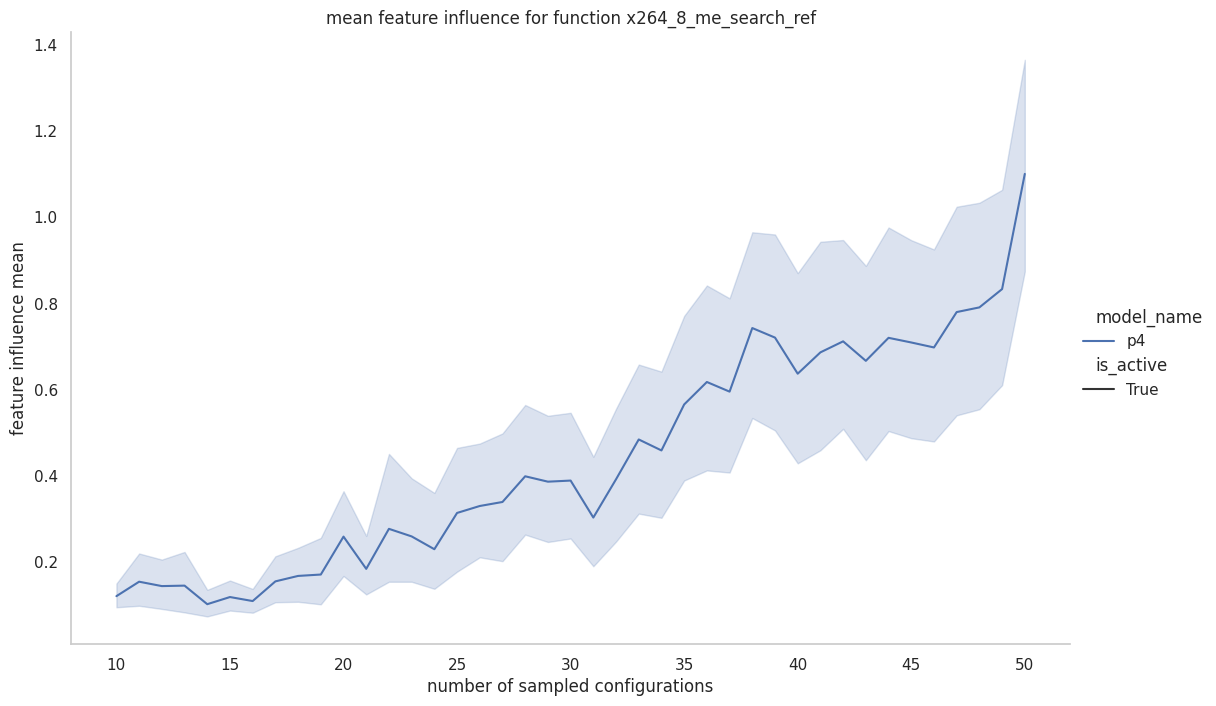 mean feature influence for function x264_8_me_search_ref
1.4
1.2
1.0
0.8
0.6
0.4
0.2
feature influence mean
10 15 20 25 30 35 40 45 50
number of sampled configurations
model_name
p4
is_active
True